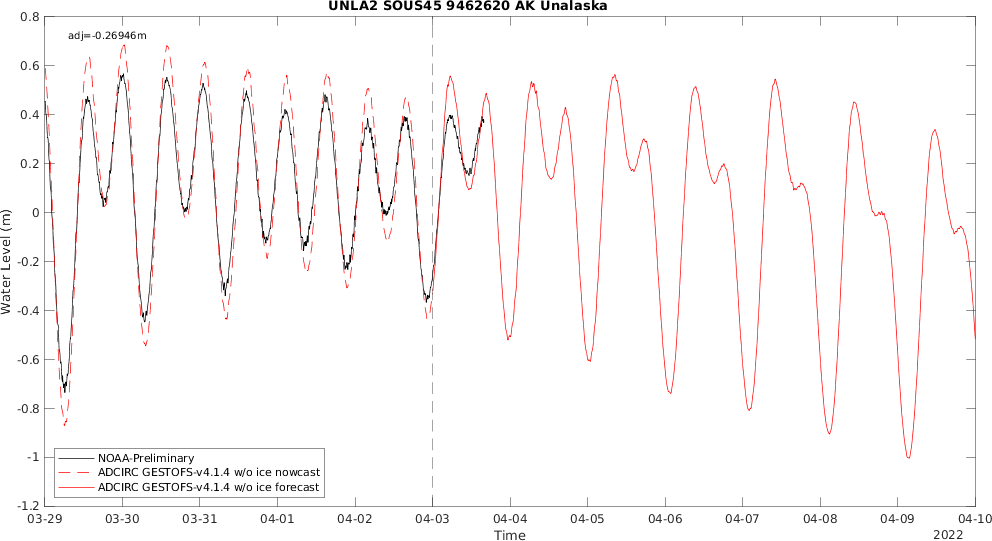 UNLA2 SOUS45 9462620 AK Unalaska
adj=-0.26946m
0.8
0.6
0.4
0.2
0
-0.2
-0.4
-0.6
-0.8
-1
-1.2
Water Level (m)
NOAA-Preliminary
ADCIRC GESTOFS-v4.1.4 w/o ice nowcast
ADCIRC GESTOFS-v4.1.4 w/o ice forecast
03-29 03-30 03-31 04-01 04-02 04-03 04-04 04-05 04-06 04-07 04-08 04-09 04-10
Time
2022